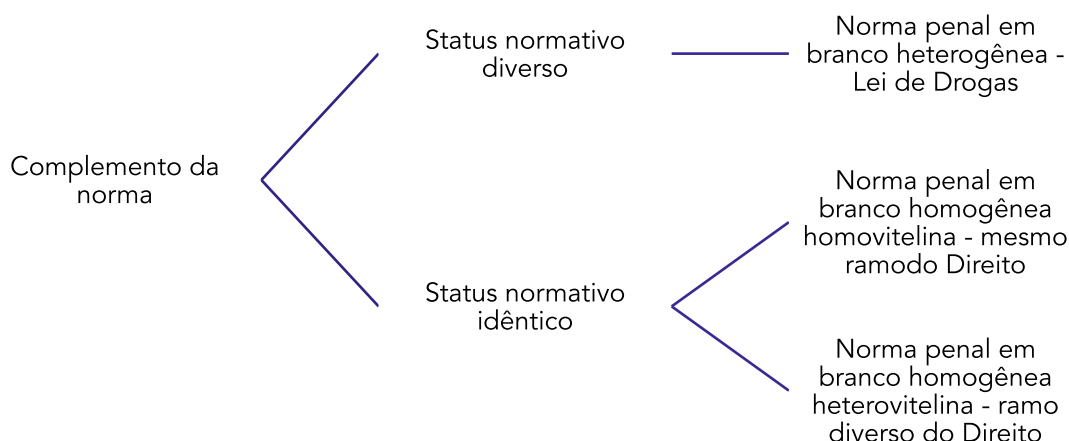 Complemento da
norma
Status normativo
diverso
Norma penal em
branco heterogênea -
Lei de Drogas
Status normativo
idêntico
Norma penal em
branco homogênea
homovitelina - mesmo
ramodo Direito
Norma penal em
branco homogênea
heterovitelina - ramo
diverso do Direito